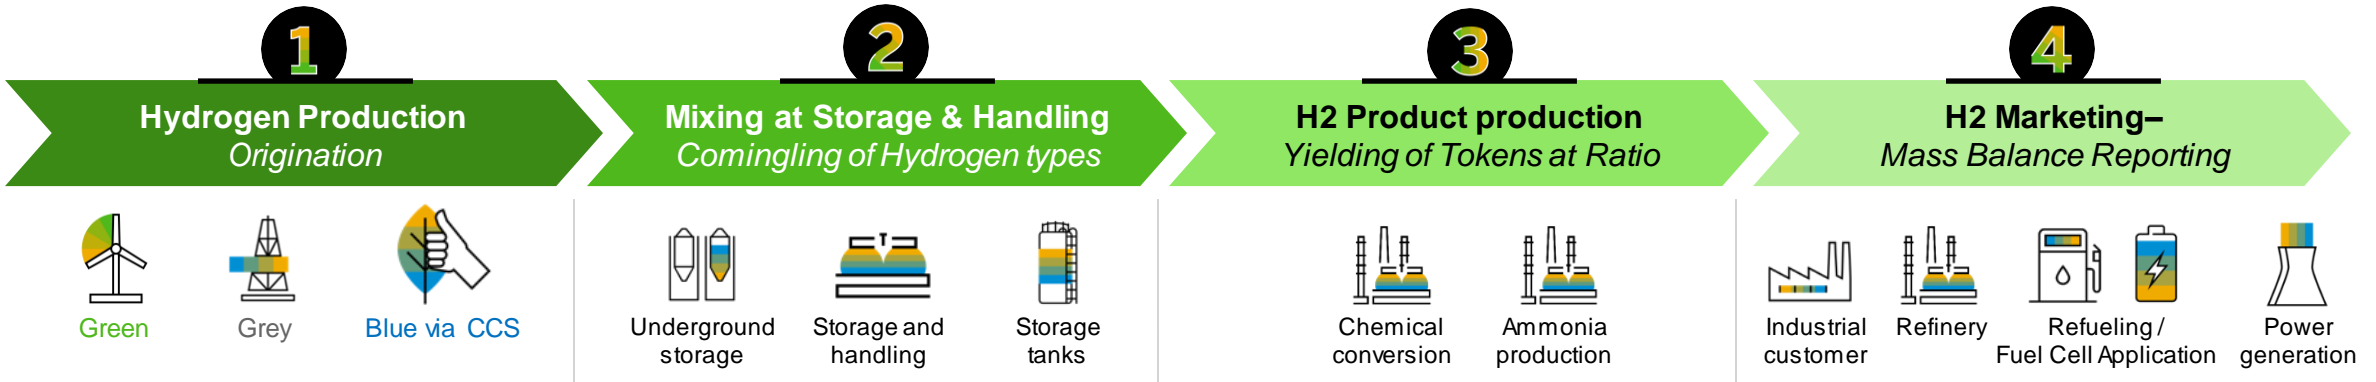 1
Hydrogen Production
Origination
Green
Grey
Blue via CCS
2
Mixing at Storage & Handling
Comingling of Hydrogen types
Underground
storage
Storage and
handling
Storage
tanks
3
H2 Product production
Yielding of Tokens at Ratio
Chemical
conversion
Ammonia
production
4
H2 Marketing–
Mass Balance Reporting
Industrial
customer
Refinery
Refueling /
Fuel Cell Application
Power
generation